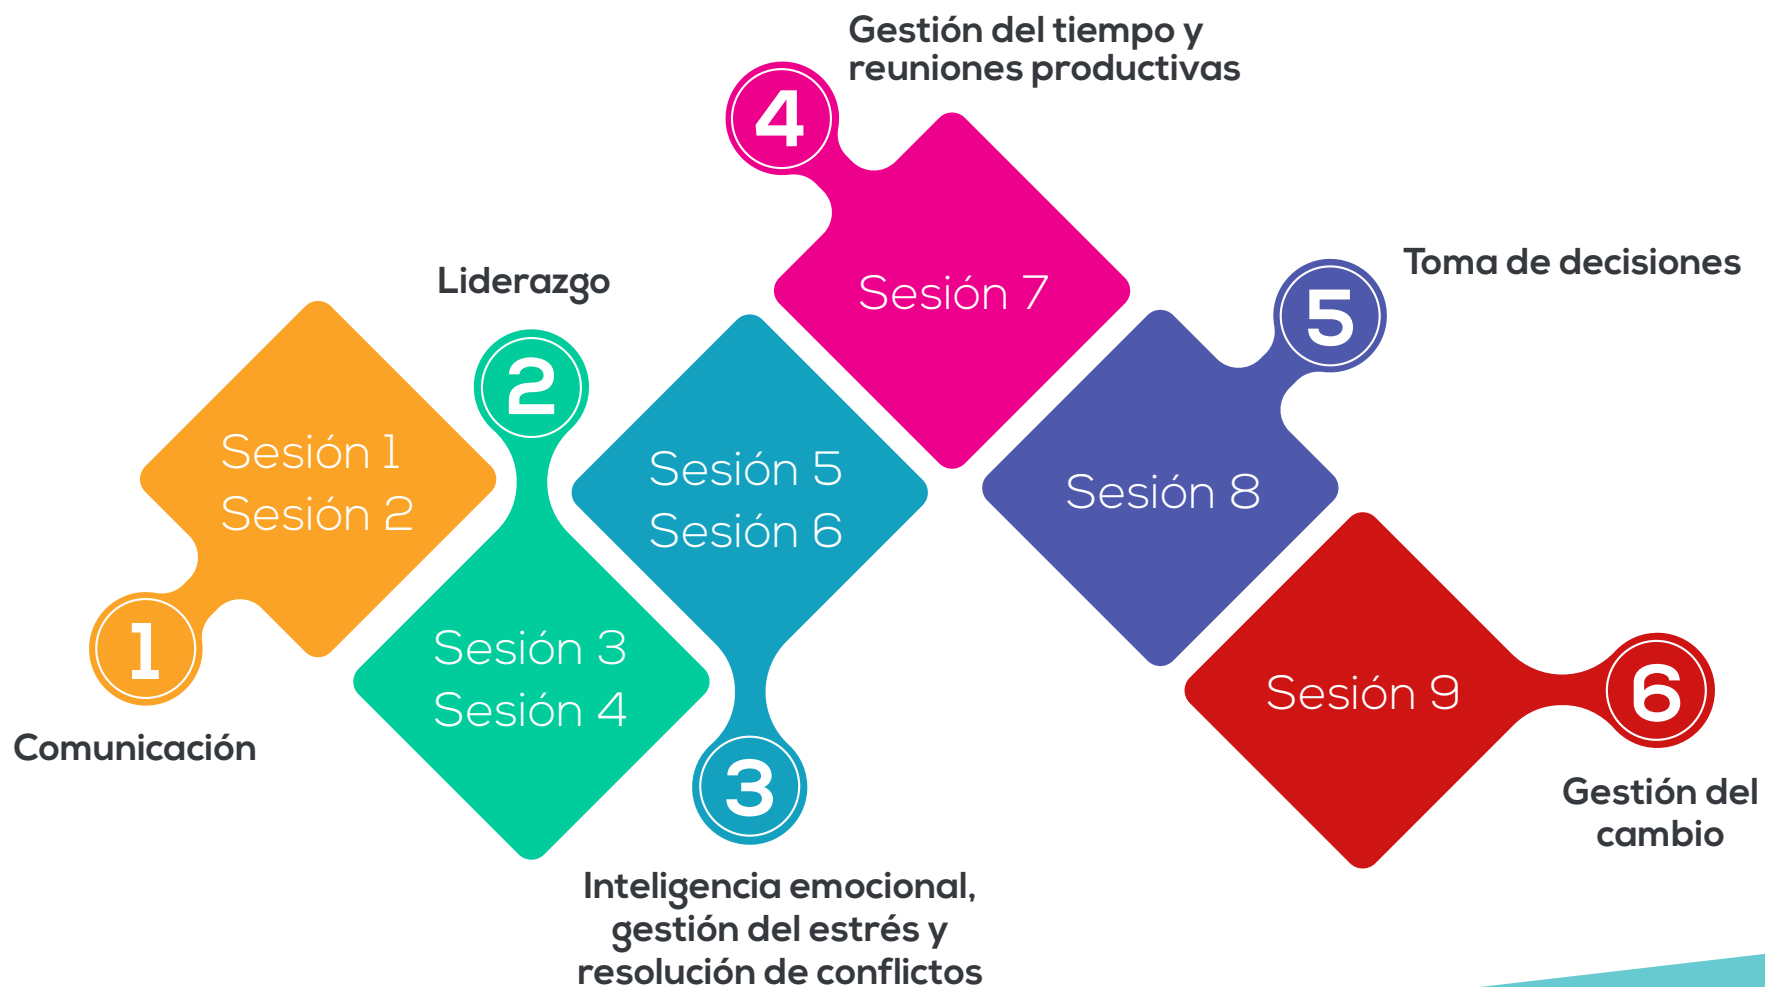 Gestión del tiempo y
reuniones productivas
4
Toma de decisiones
5
Sesión 7
Liderazgo
2
Sesión 1
Sesión 2
Sesión 5
Sesión 6
Sesión 8
1
Comunicación
Sesión 3
Sesión 4
Sesión 9
6
3
Gestión del
cambio
Inteligencia emocional,
gestión del estrés y
resolución de conflictos